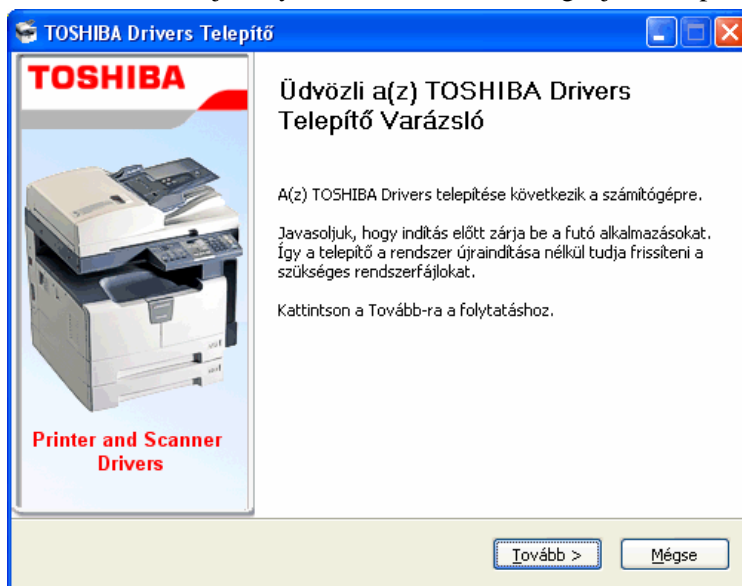 TOSHIBA Drivers Telepítő
TOSHIBA
Printer and Scanner
Drivers
Üdvözli a(z) TOSHIBA Drivers
Telepítő Varázsló
A(z) TOSHIBA Drivers telepítése következik a számítógépre.
Javasoljuk, hogy indítás előtt zárja be a futó alkalmazásokat.
Így a telepítő a rendszer újraindítása nélkül tudja frissíteni a
szükséges rendszerfájlokat.
Kattintson a Tovább-ra a folytatáshoz.
Tovább >
Mégse